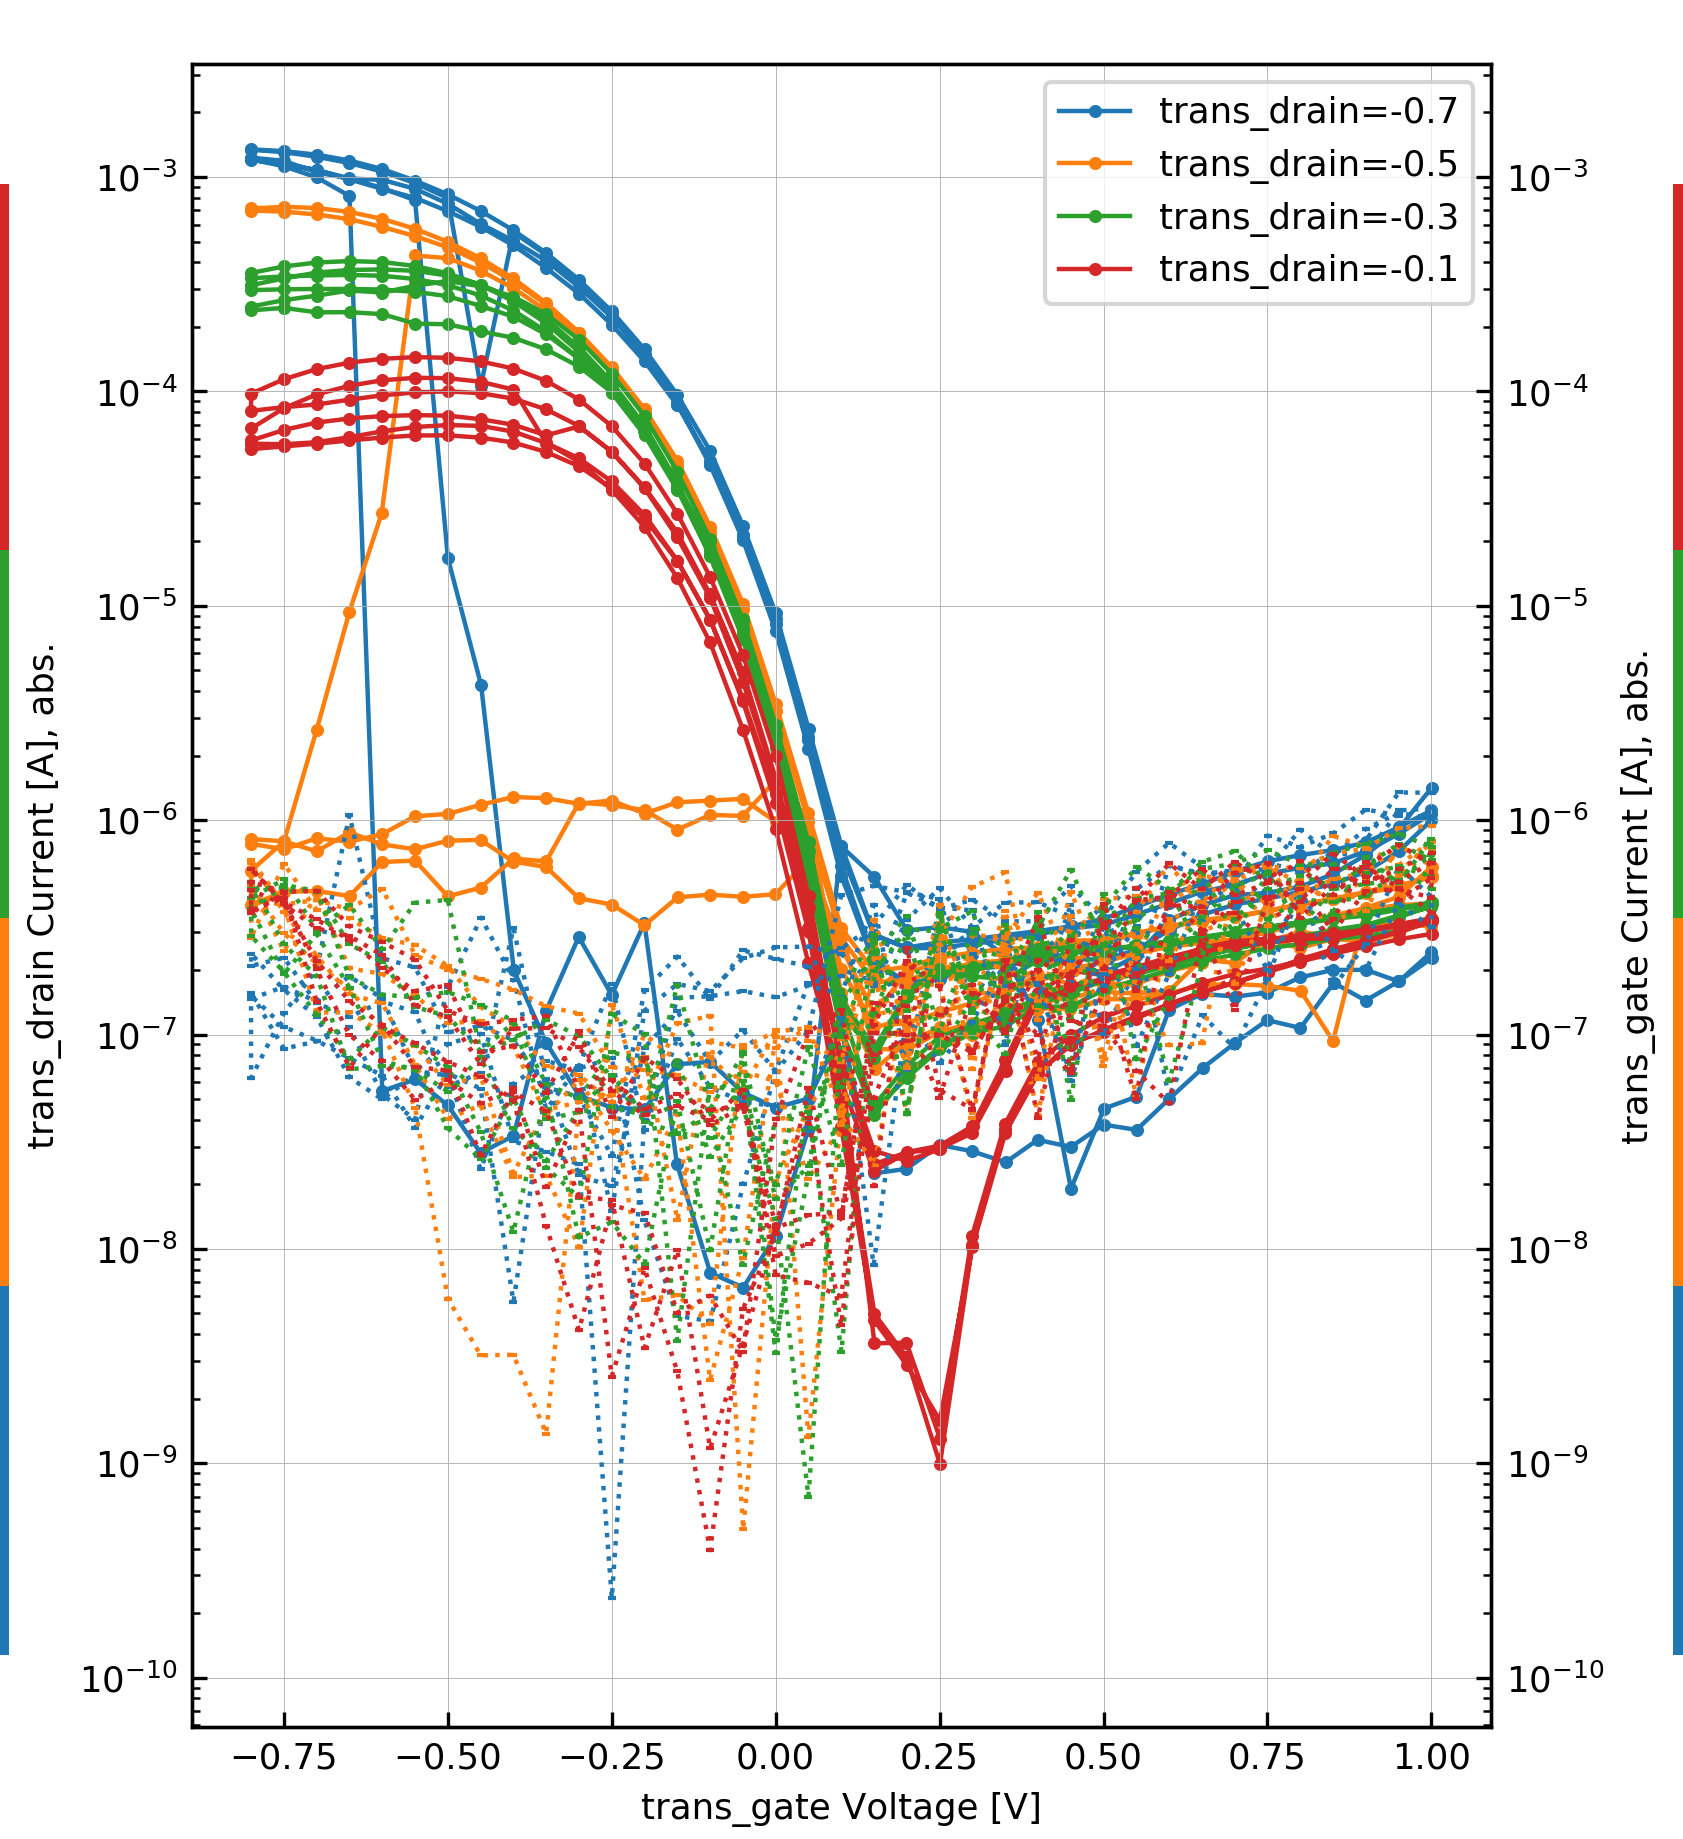 trans_drain=-0.7
trans_drain=-0.5
trans_drain=-0.3
trans_drain=-0.1
10⁻³
10⁻⁴
10⁻⁵
10⁻⁶
10⁻⁷
10⁻⁸
10⁻⁹
10⁻¹⁰
trans_drain Current [A], abs.
10⁻³
10⁻⁴
10⁻⁵
10⁻⁶
10⁻⁷
10⁻⁸
10⁻⁹
10⁻¹⁰
trans_gate Current [A], abs.
−0.75 −0.50 −0.25 0.00 0.25 0.50 0.75 1.00
trans_gate Voltage [V]